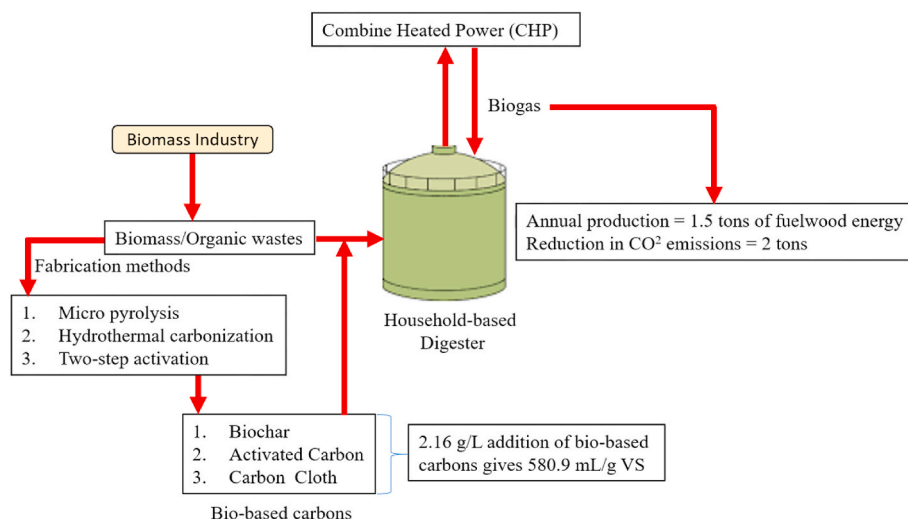 Combine Heated Power (CHP)
Biogas
Biomass Industry
Annual production = 1.5 tons of fuelwood energy
Reduction in CO² emissions = 2 tons
Biomass/Organic wastes
Fabrication methods
1. Micro pyrolysis
2. Hydrothermal carbonization
3. Two-step activation
Household-based
Digester
1. Biochar
2. Activated Carbon
3. Carbon Cloth
2.16 g/L addition of bio-based
carbons gives 580.9 mL/g VS
Bio-based carbons